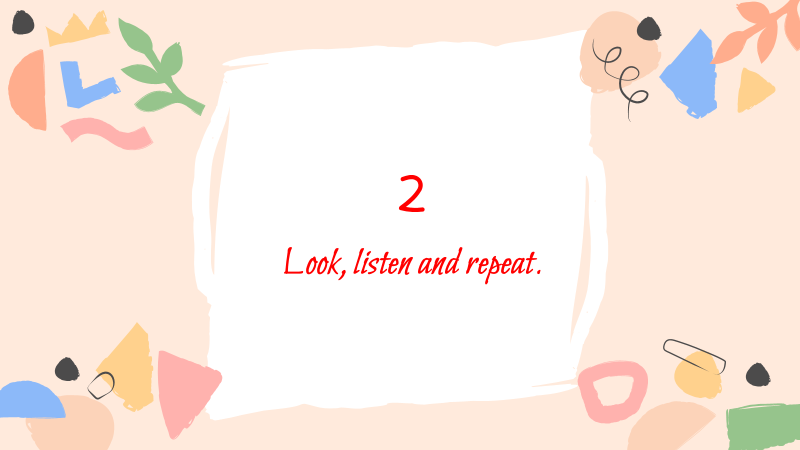 2
Look, listen and repeat.